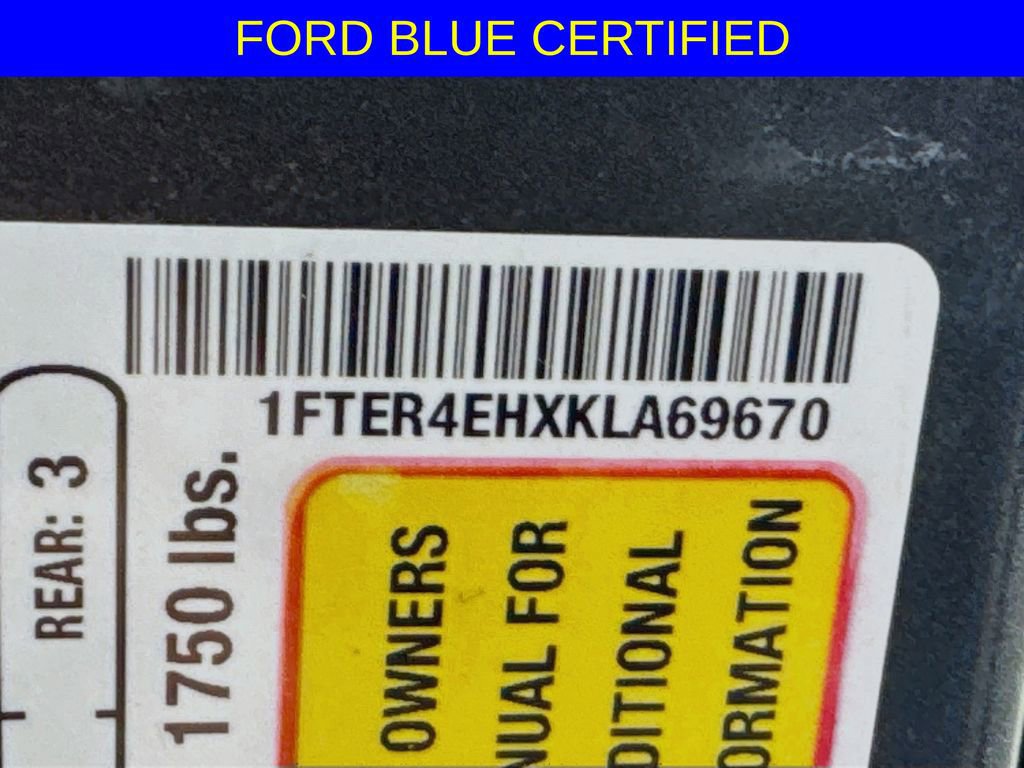 FORD BLUE CERTIFIED
1FTER4EHXKLA69670
REAR: 3
1750 lbs.
OWNERS
NUAL FOR
DITIONAL
ORMATION